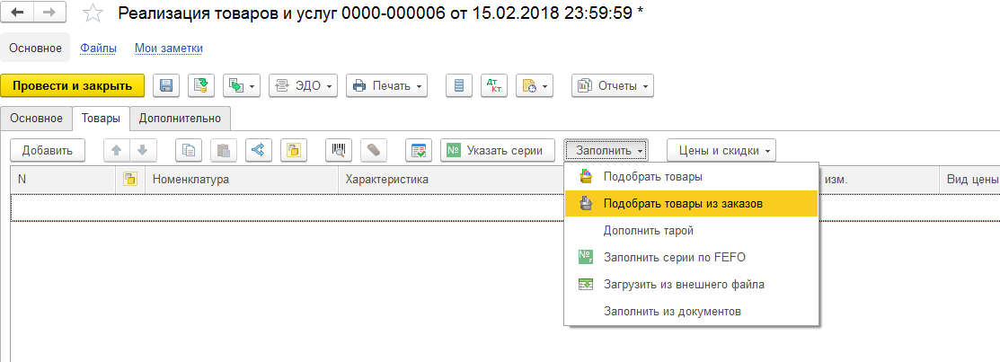 Реализация товаров и услуг 0000-000006 от 15.02.2018 23:59:59 *
Основное Файлы Мои заметки
Провести и закрыть ЭДО Печать Дт Кт Отчеты
Основное Товары Дополнительно
Добавить № Указать серии Заполнить Цены и скидки
N Номенклатура Характеристика изм. Вид цены
Подобрать товары
Подобрать товары из заказов
Дополнить тарой
Заполнить серии по FEFO
Загрузить из внешнего файла
Заполнить из документов